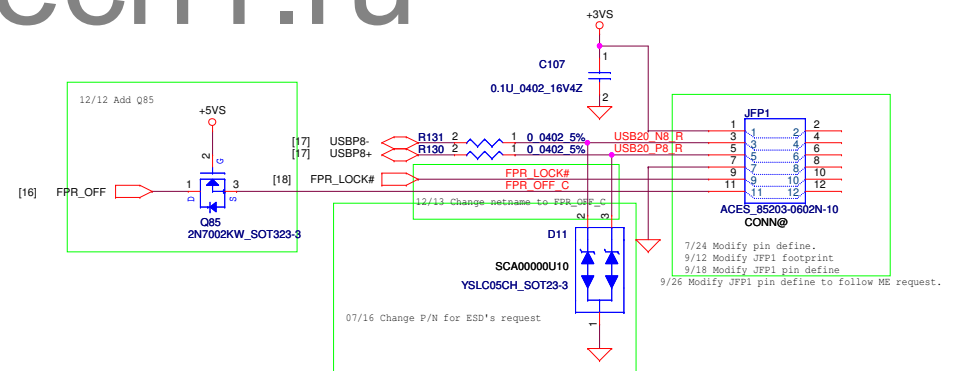 +3VS
C107
1
0.1U_0402_16V4Z
2
12/12 Add Q85
+5VS
2
G
[16] FPR_OFF
1
D
3
S
Q85
2N7002KW_SOT323-3
[17] USBP8- R131 2 1 0_0402_5% USB20_N8_R
[17] USBP8+ R130 2 1 0_0402_5% USB20_P8_R
[18] FPR_LOCK# FPR_LOCK#
FPR_OFF_C
12/13 Change netname to FPR_OFF_C
JFP1
1 1 2 2
3 3 4 4
5 5 6 6
7 7 8 8
9 9 10 10
11 11 12 12
ACES_85203-0602N-10
CONN@
7/24 Modify pin define.
9/12 Modify JFP1 footprint
9/18 Modify JFP1 pin define
9/26 Modify JFP1 pin define to follow ME request.
2 3
D11
SCA00000U10
YSLC05CH_SOT23-3
1
07/16 Change P/N for ESD's request